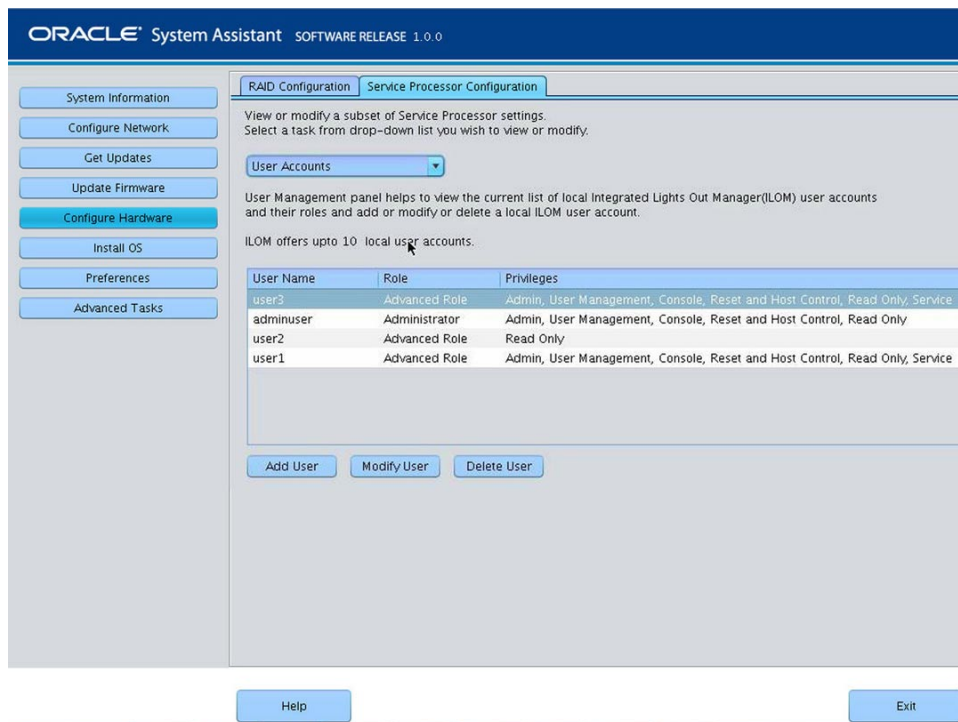 ORACLE System Assistant SOFTWARE RELEASE 1.0.0
System Information
Configure Network
Get Updates
Update Firmware
Configure Hardware
Install OS
Preferences
Advanced Tasks
RAID Configuration Service Processor Configuration
View or modify a subset of Service Processor settings.
Select a task from drop-down list you wish to view or modify.
User Accounts
User Management panel helps to view the current list of local Integrated Lights Out Manager(ILOM) user accounts
and their roles and add or modify or delete a local ILOM user account.
ILOM offers upto 10 local user accounts.
User Name Role Privileges
user3 Advanced Role Admin, User Management, Console, Reset and Host Control, Read Only, Service
adminuser Administrator Admin, User Management, Console, Reset and Host Control, Read Only
user2 Advanced Role Read Only
user1 Advanced Role Admin, User Management, Console, Reset and Host Control, Read Only, Service
Add User Modify User Delete User
Help Exit